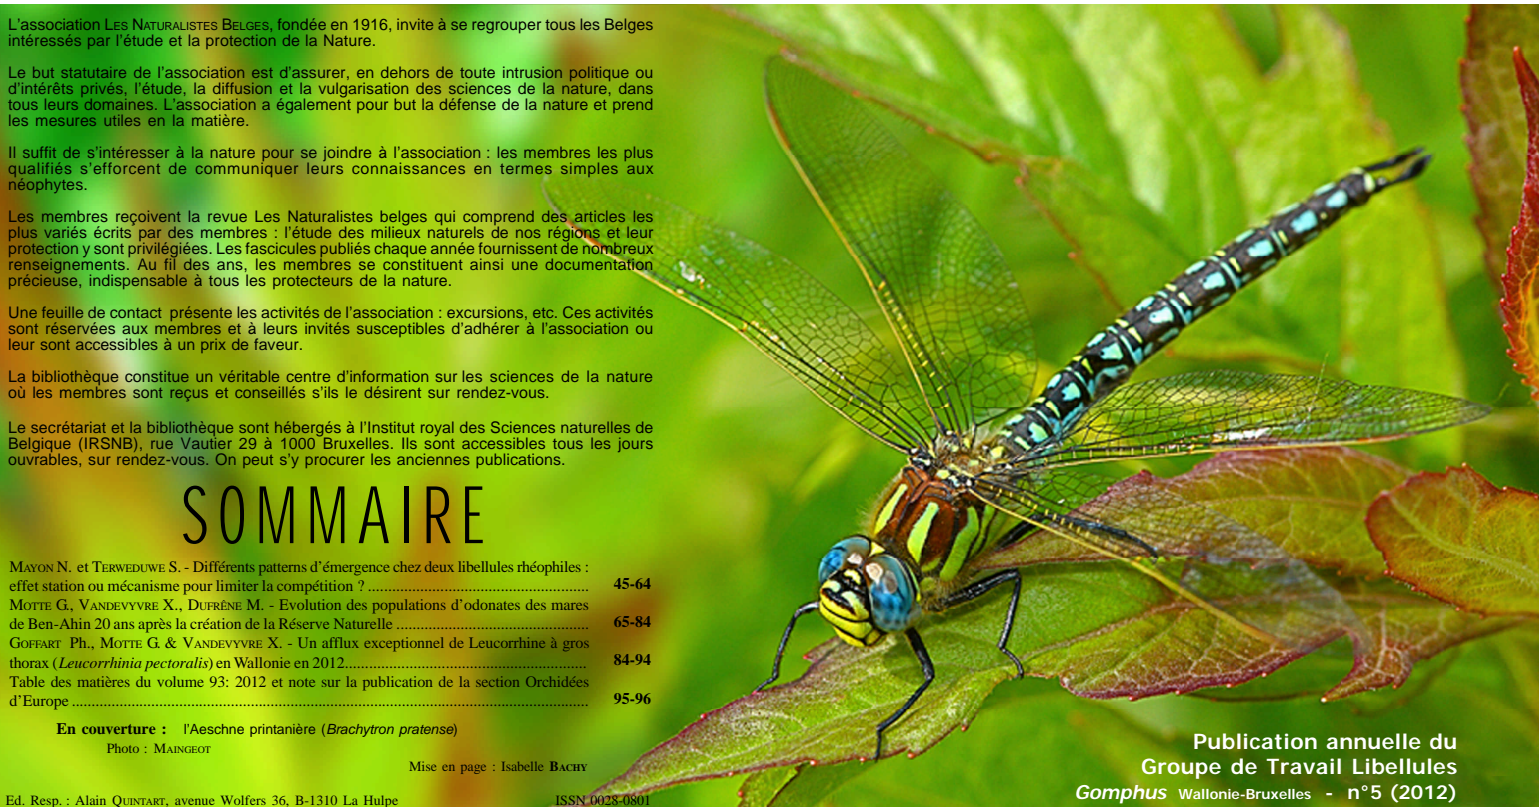 L'association LES NATURALISTES BELGES, fondée en 1916, invite à se regrouper tous les Belges
intéressés par l'étude et la protection de la Nature.
Le but statutaire de l'association est d'assurer, en dehors de toute intrusion politique ou
d'intérêts privés, l'étude, la diffusion et la vulgarisation des sciences de la nature, dans
tous leurs domaines. L'association a également pour but la défense de la nature et prend
les mesures utiles en la matière.
Il suffit de s'intéresser à la nature pour se joindre à l'association : les membres les plus
qualifiés s'efforcent de communiquer leurs connaissances en termes simples aux
néophytes.
Les membres reçoivent la revue Les Naturalistes belges qui comprend des articles les
plus variés écrits par des membres : l'étude des milieux naturels de nos régions et leur
protection y sont privilégiées. Les fascicules publiés chaque année fournissent de nombreux
renseignements. Au fil des ans, les membres se constituent ainsi une documentation
précieuse, indispensable à tous les protecteurs de la nature.
Une feuille de contact présente les activités de l'association : excursions, etc. Ces activités
sont réservées aux membres et à leurs invités susceptibles d'adhérer à l'association ou
leur sont accessibles à un prix de faveur.
La bibliothèque constitue un véritable centre d'information sur les sciences de la nature
où les membres sont reçus et conseillés s'ils le désirent sur rendez-vous.
Le secrétariat et la bibliothèque sont hébergés à l'Institut royal des Sciences naturelles de
Belgique (IRSNB), rue Vautier 29 à 1000 Bruxelles. Ils sont accessibles tous les jours
ouvrables, sur rendez-vous. On peut s'y procurer les anciennes publications.
SOMMAIRE
MAYON N. et TERWEDUWE S. - Différents patterns d'émergence chez deux libellules rhéophiles :
effet station ou mécanisme pour limiter la compétition ? ..................................................... 45-64
MOTTE G., VANDEVYVRE X., DUFRÊNE M. - Evolution des populations d'odonates des mares
de Ben-Ahin 20 ans après la création de la Réserve Naturelle ............................................. 65-84
GOFFART Ph., MOTTE G. & VANDEVYVRE X. - Un afflux exceptionnel de Leucorrhine à gros
thorax (Leucorrhinia pectoralis) en Wallonie en 2012......................................................... 84-94
Table des matières du volume 93: 2012 et note sur la publication de la section Orchidées
d'Europe ............................................................................................................................. 95-96
En couverture : l'Aeschne printanière (Brachytron pratense)
Photo : MAINGEOT
Mise en page : Isabelle BACHY
Ed. Resp. : Alain QUINTART, avenue Wolfers 36, B-1310 La Hulpe ISSN 0028-0801
Publication annuelle du
Groupe de Travail Libellules
Gomphus Wallonie-Bruxelles - n°5 (2012)